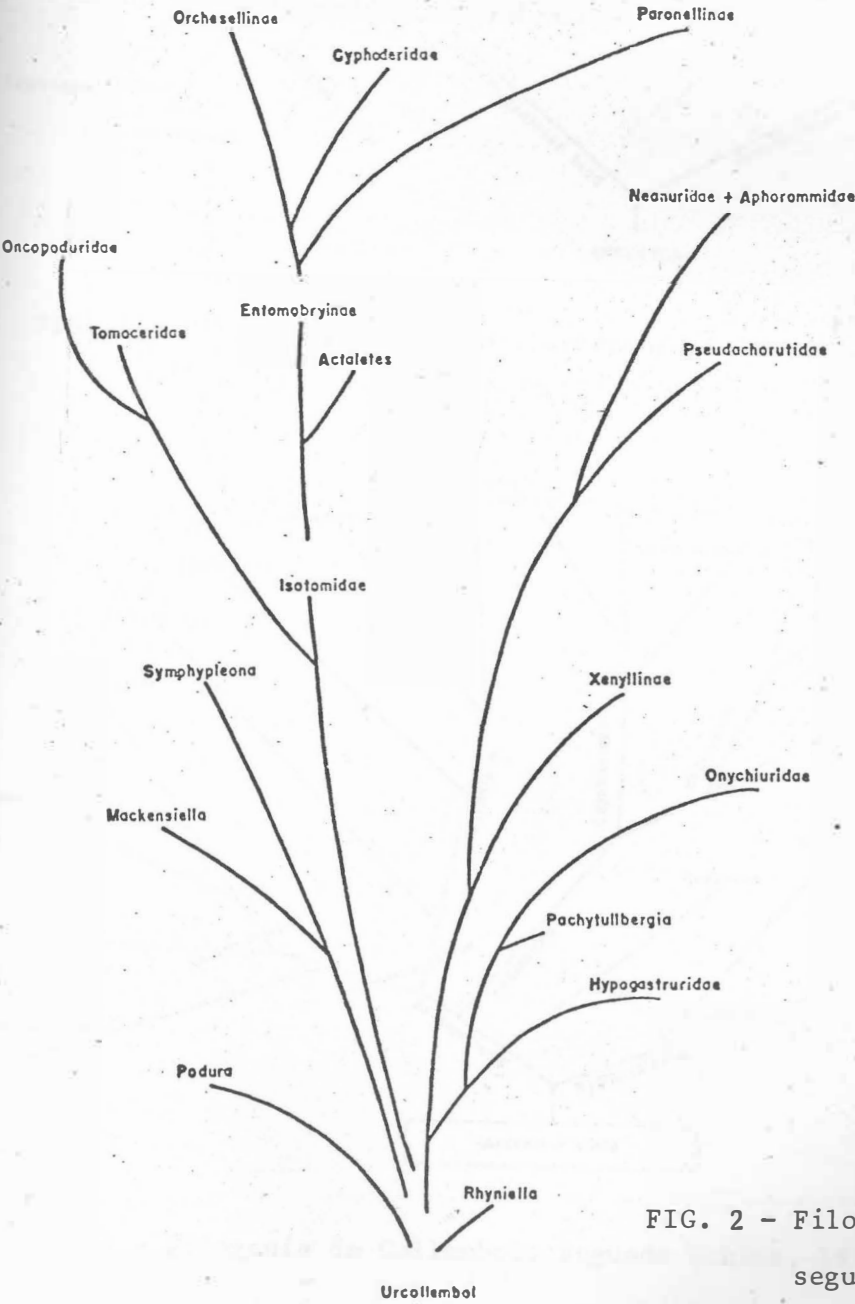 Orchesellinae
Paronellinae
Cyphoderidae
Neanuridae + Aphorommidae
Oncopoduridae
Entomobryinae
Tomoceridae
Actaletes
Pseudachorutidae
Isotomidae
Symphypleona
Xenyllinae
Onychiuridae
Mackensiella
Pachytullbergia
Hypogastruridae
Podura
Rhyniella
FIG. 2 - Filo
segu
Urcollembol